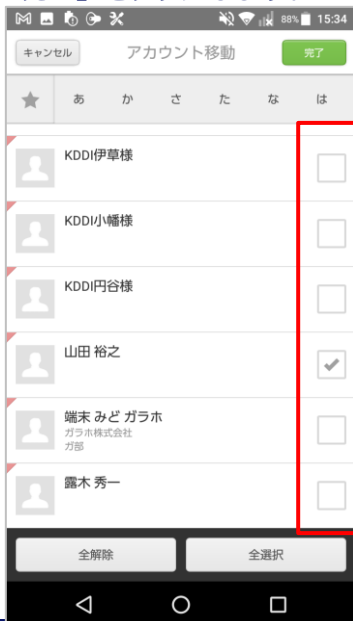 88% 15:34
キャンセル アカウント移動 完了
★ あ か さ た な は
KDDI伊草様
KDDI小幡様
KDDI円谷様
山田 裕之
端末 みど ガラホ
ガラホ株式会社
ガ部
露木 秀一
全解除 全選択